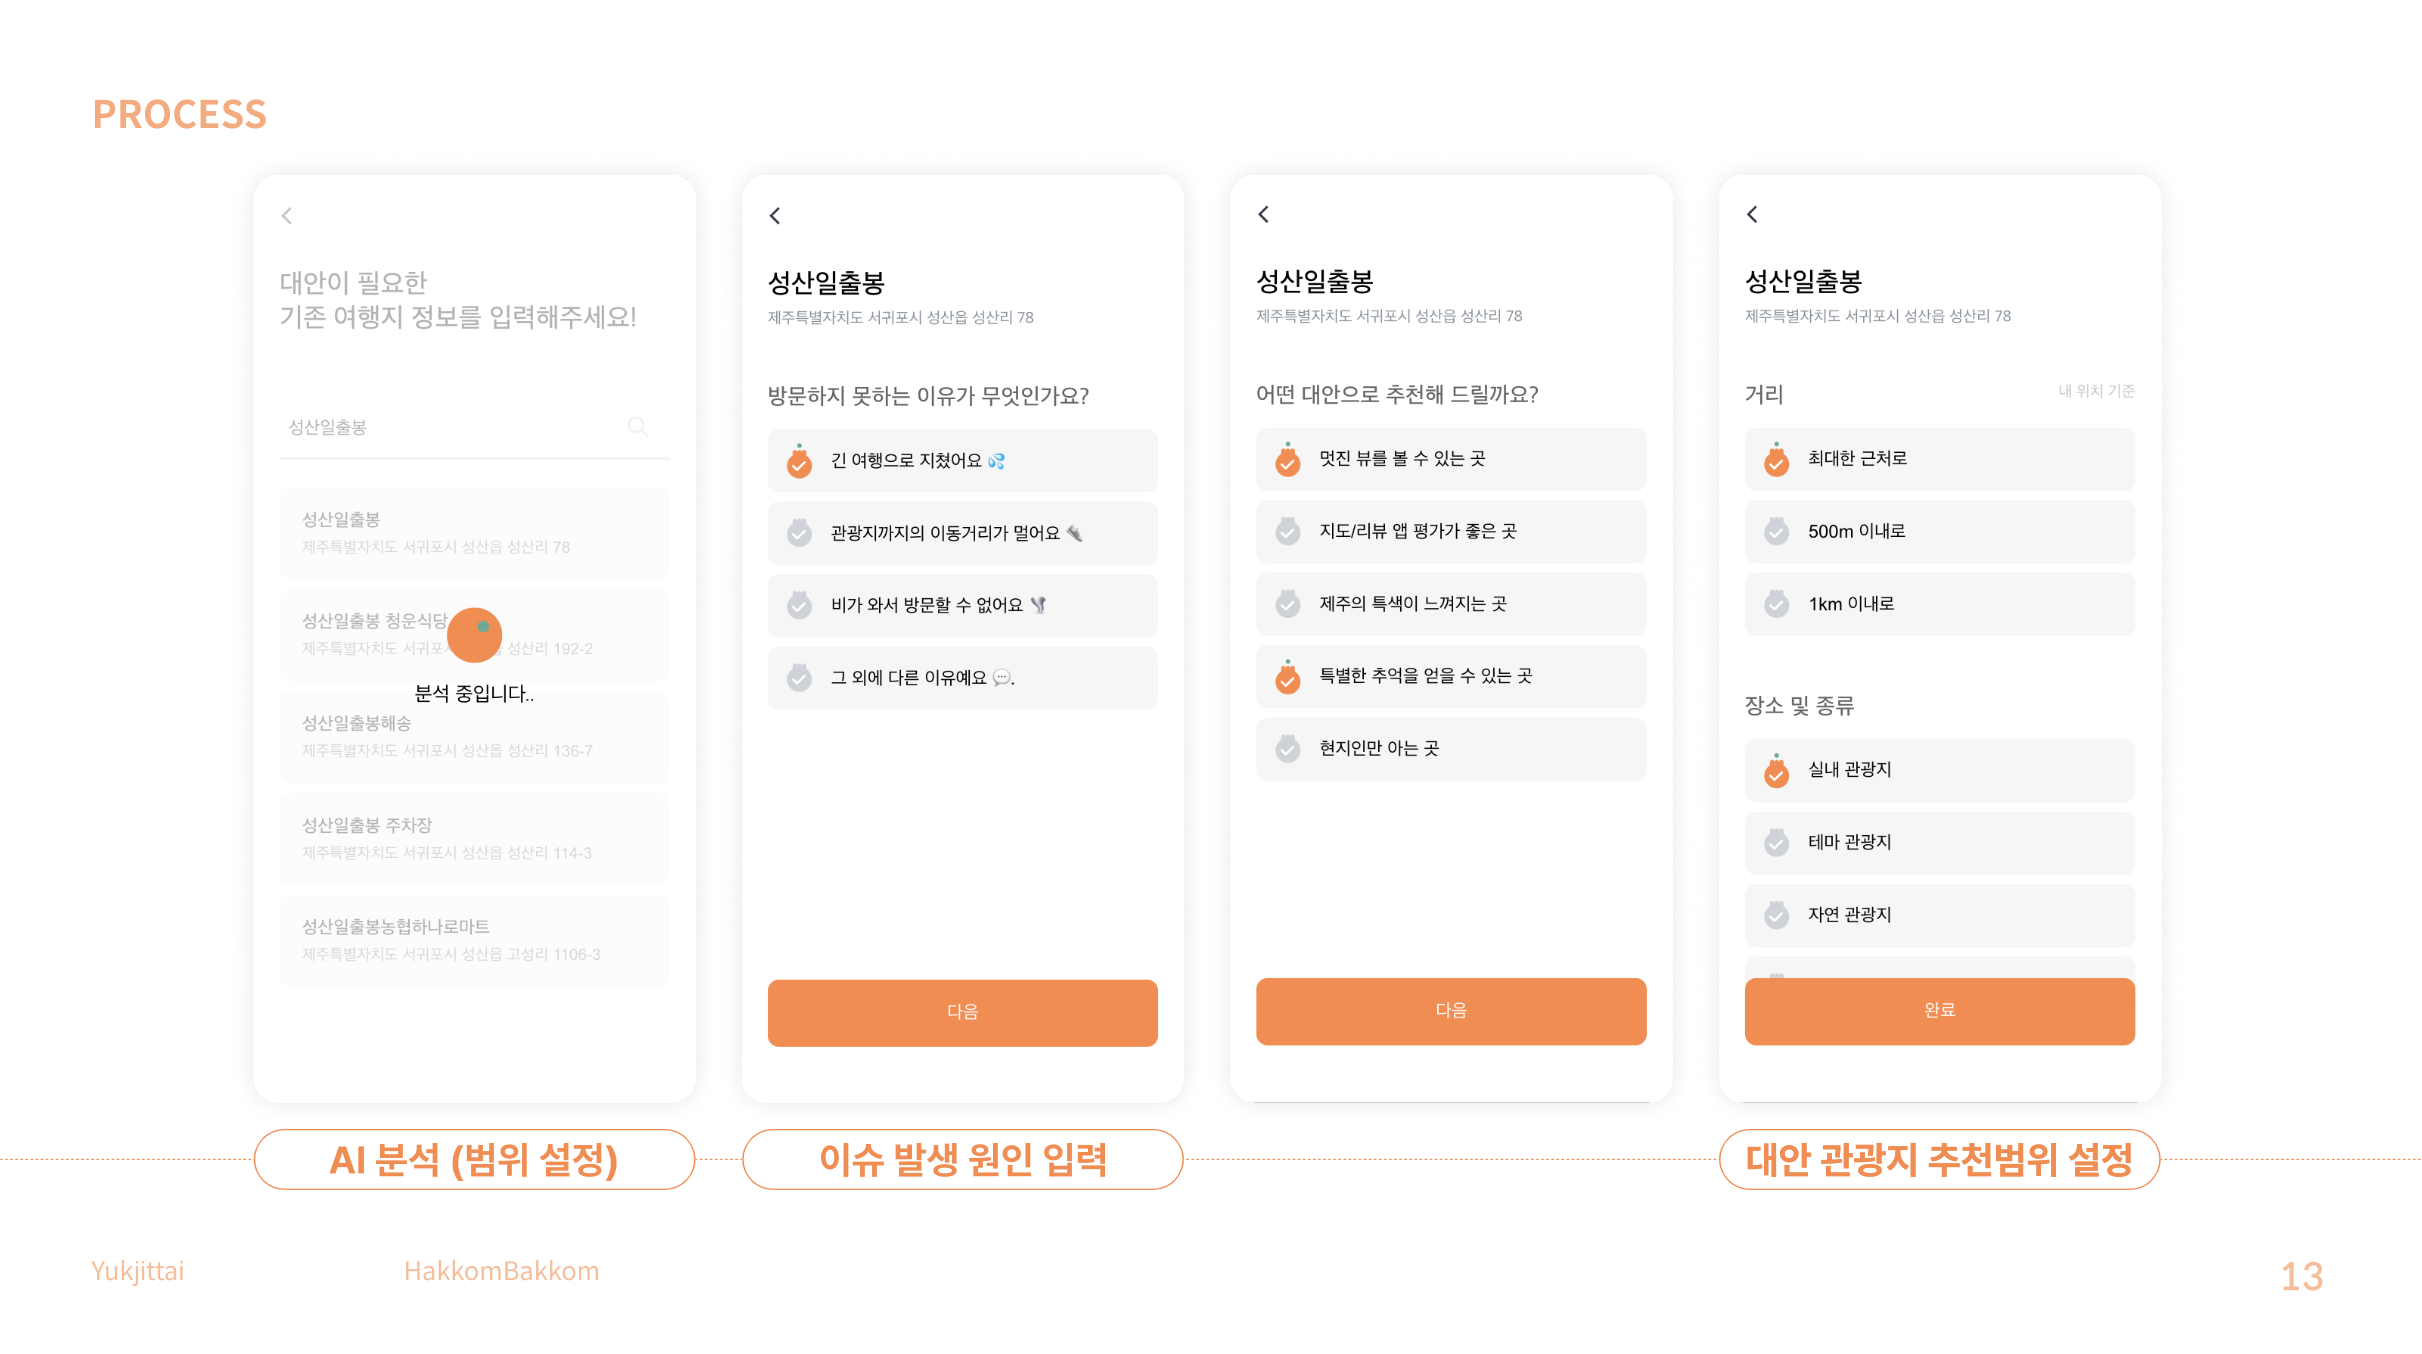 PROCESS
대안이 필요한
기존 여행지 정보를 입력해주세요!
성산일출봉
성산일출봉
제주특별자치도 서귀포시 성산읍 성산리 78
성산일출봉 청운식당
제주특별자치도 서귀포 성산리 192-2
분석 중입니다..
성산일출봉해송
제주특별자치도 서귀포시 성산읍 성산리 136-7
성산일출봉 주차장
제주특별자치도 서귀포시 성산읍 성산리 114-3
성산일출봉농협하나로마트
제주특별자치도 서귀포시 성산읍 고성리 1106-3
성산일출봉
제주특별자치도 서귀포시 성산읍 성산리 78
방문하지 못하는 이유가 무엇인가요?
긴 여행으로 지쳤어요 💦
관광지까지의 이동거리가 멀어요
비가 와서 방문할 수 없어요
그 외에 다른 이유예요 💬.
다음
성산일출봉
제주특별자치도 서귀포시 성산읍 성산리 78
어떤 대안으로 추천해 드릴까요?
멋진 뷰를 볼 수 있는 곳
지도/리뷰 앱 평가가 좋은 곳
제주의 특색이 느껴지는 곳
특별한 추억을 얻을 수 있는 곳
현지인만 아는 곳
다음
성산일출봉
제주특별자치도 서귀포시 성산읍 성산리 78
거리
내 위치 기준
최대한 근처로
500m 이내로
1km 이내로
장소 및 종류
실내 관광지
테마 관광지
자연 관광지
완료
AI 분석 (범위 설정)
이슈 발생 원인 입력
대안 관광지 추천범위 설정
Yukjittai
HakkomBakkom
13